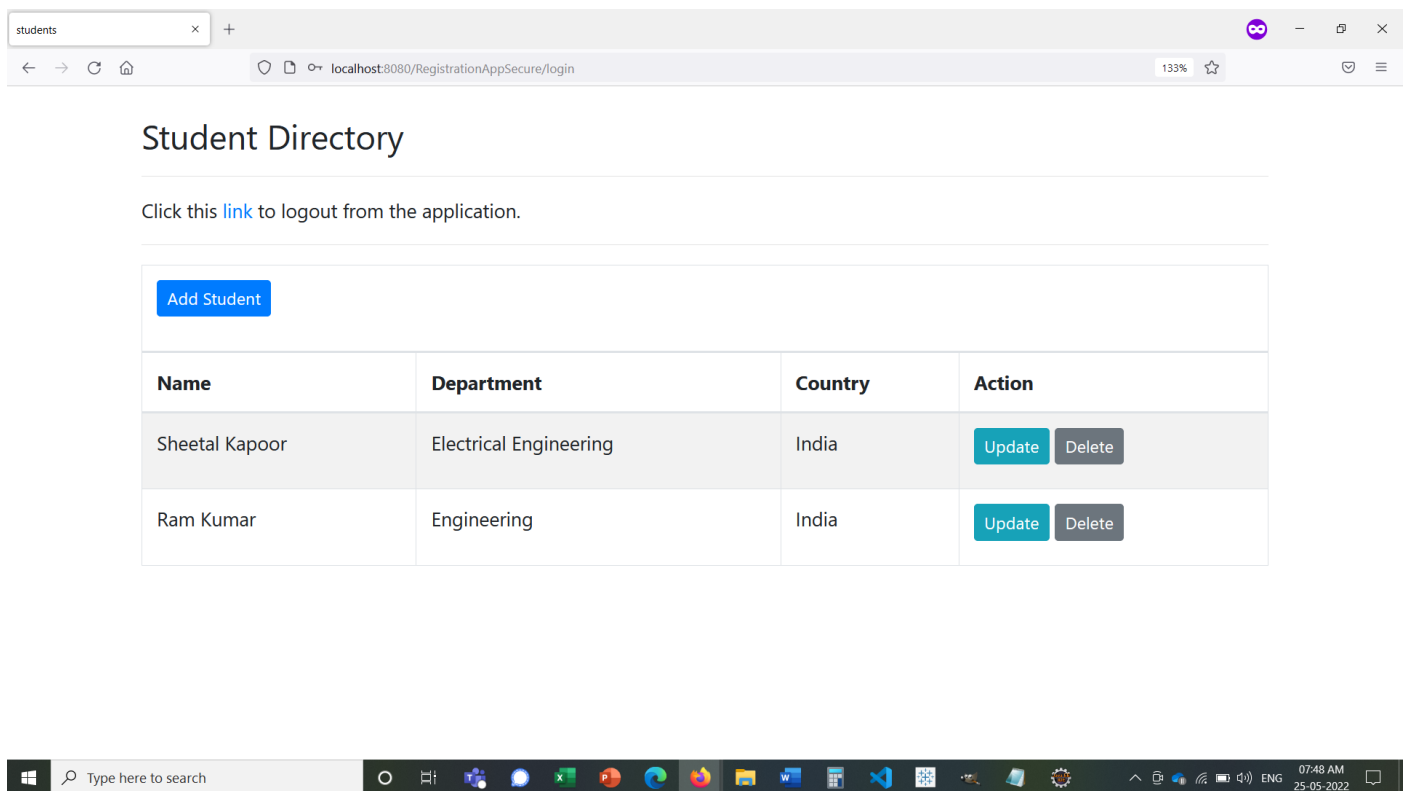 students
localhost:8080/RegistrationAppSecure/login 133%
Student Directory
Click this link to logout from the application.
Add Student
Name Department Country Action
Sheetal Kapoor Electrical Engineering India Update Delete
Ram Kumar Engineering India Update Delete
Type here to search ENG 07:48 AM
25-05-2022